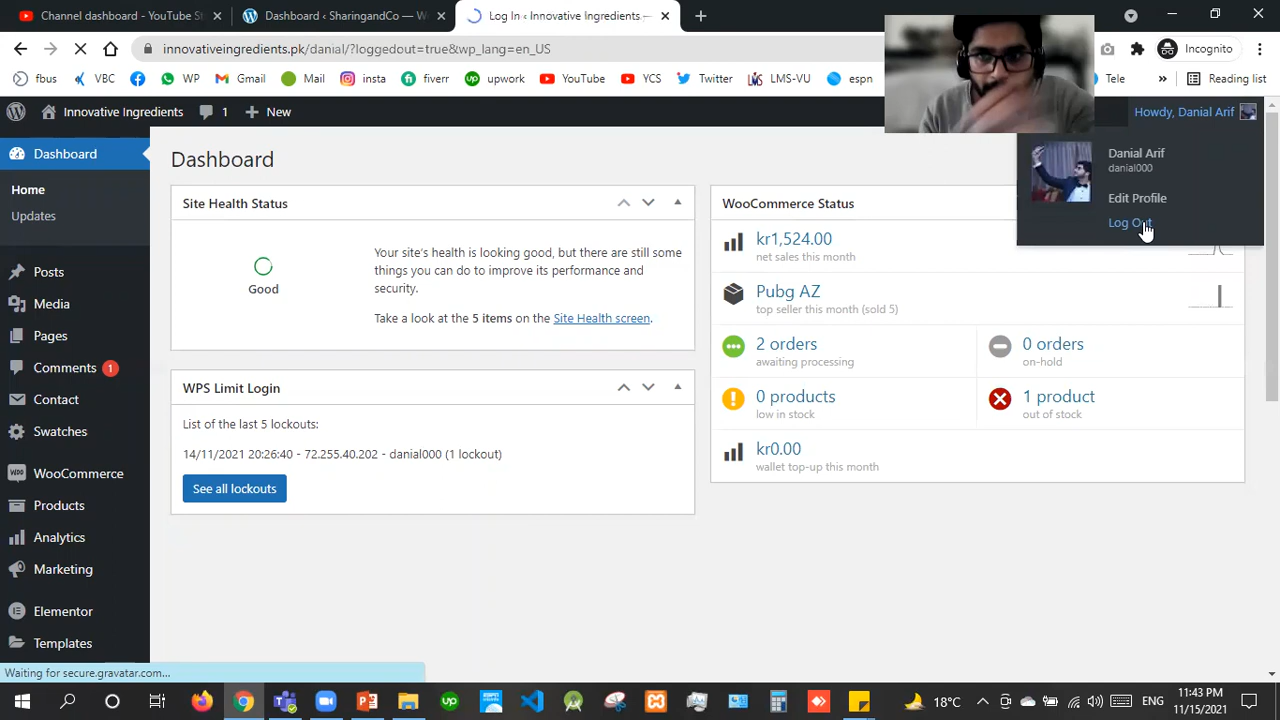 Channel dashboard - YouTube St
Dashboard ‹ SharingandCo — W
Log In ‹ Innovative Ingredients —
innovativeingredients.pk/danial/?loggedout=true&wp_lang=en_US
Incognito
fbus
VBC
WP
Gmail
Mail
insta
fiverr
upwork
YouTube
YCS
Twitter
LMS-VU
espn
Tele
»
Reading list
Innovative Ingredients
1
New
Howdy, Danial Arif
Danial Arif
danial000
Edit Profile
Log Out
Dashboard
Home
Updates
Posts
Media
Pages
Comments 1
Contact
Swatches
WooCommerce
Products
Analytics
Marketing
Elementor
Templates
Dashboard
Site Health Status
Good
Your site's health is looking good, but there are still some
things you can do to improve its performance and
security.
Take a look at the 5 items on the Site Health screen.
WPS Limit Login
List of the last 5 lockouts:
14/11/2021 20:26:40 - 72.255.40.202 - danial000 (1 lockout)
See all lockouts
WooCommerce Status
kr1,524.00
net sales this month
Pubg AZ
top seller this month (sold 5)
2 orders
awaiting processing
0 orders
on-hold
0 products
low in stock
1 product
out of stock
kr0.00
wallet top-up this month
Waiting for secure.gravatar.com...
18°C
ENG
11:43 PM
11/15/2021